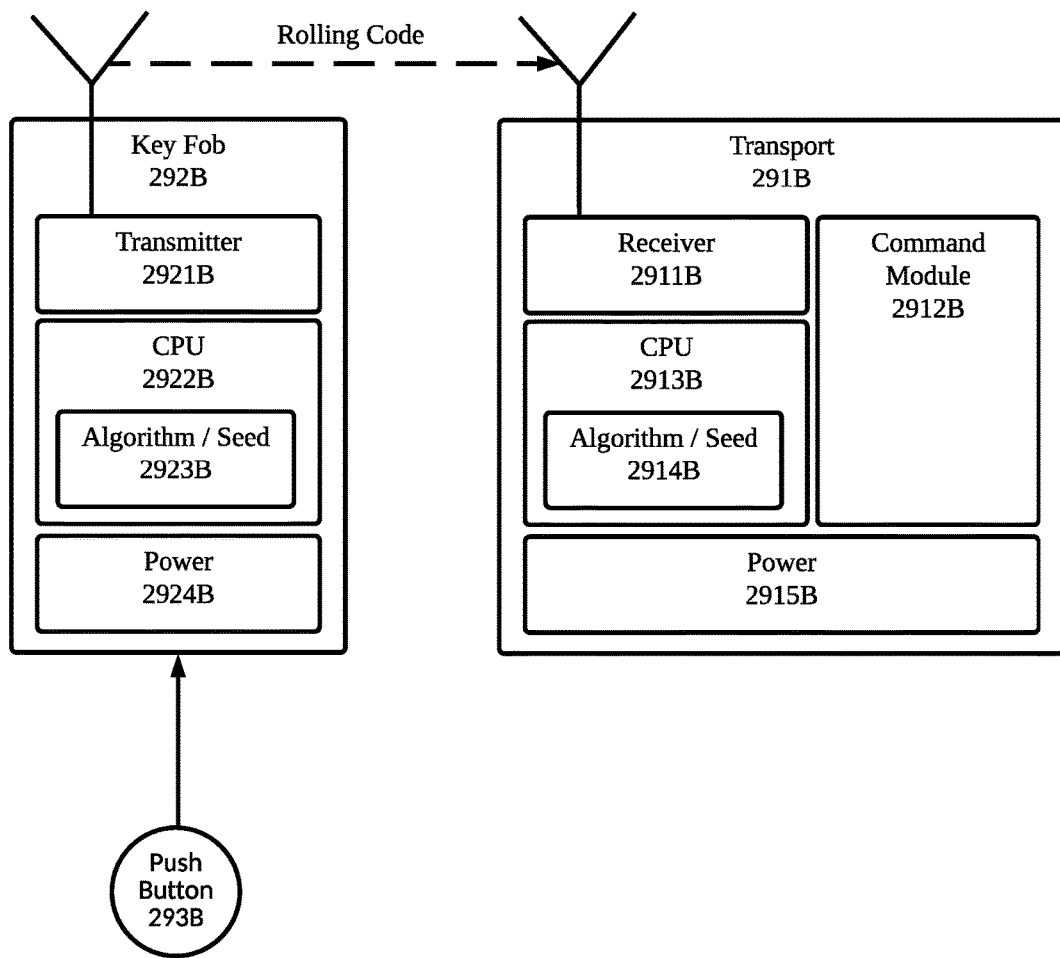 Rolling Code
Key Fob
292B
Transmitter
2921B
CPU
2922B
Algorithm / Seed
2923B
Power
2924B
Transport
291B
Receiver
2911B
Command
Module
2912B
CPU
2913B
Algorithm / Seed
2914B
Power
2915B
Push
Button
293B